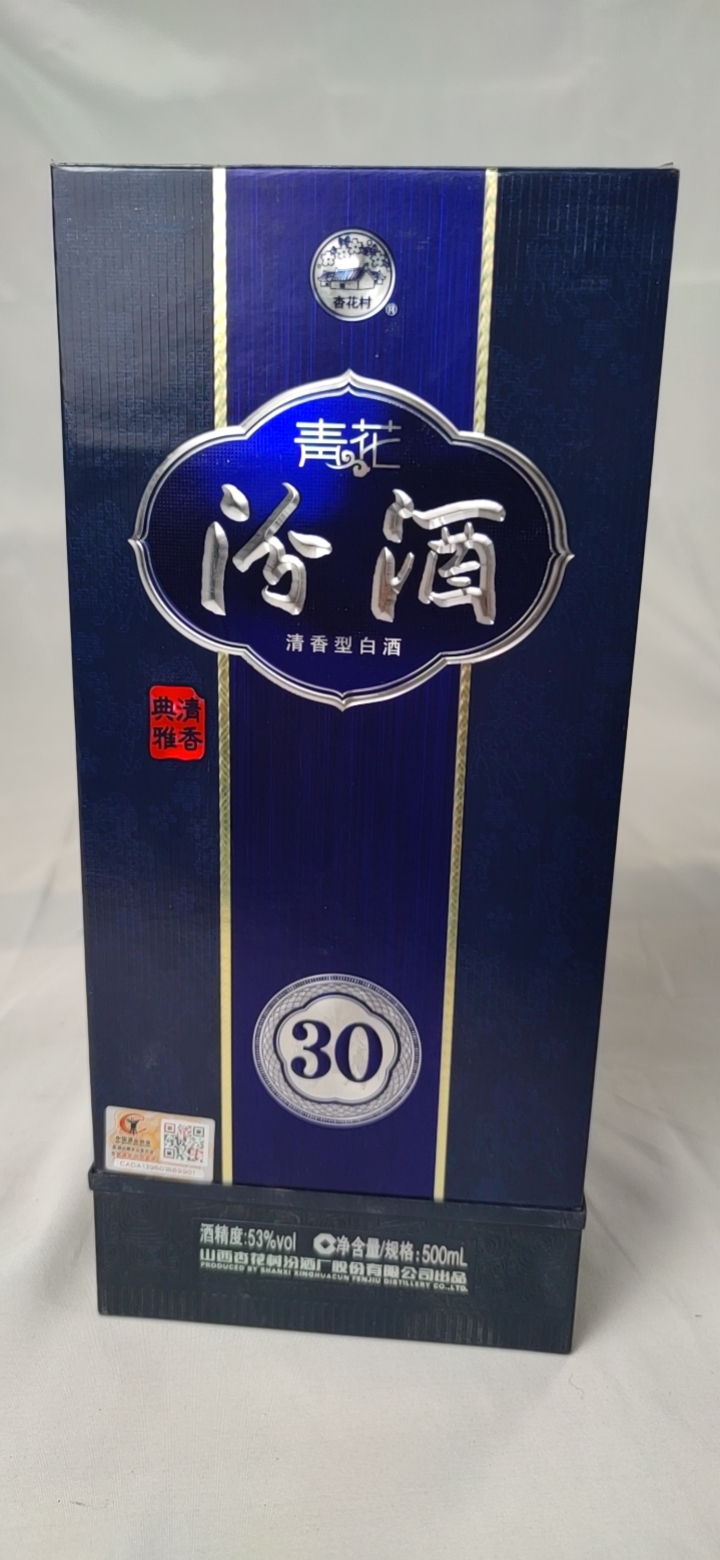 杏花村
®
青花
汾酒
清香型白酒
清香
典雅
30
酒精度:53%vol 净含量/规格:500mL
山西杏花村汾酒厂股份有限公司出品
PRODUCED BY SHANXI XINGHUACUN FENJIU DISTILLERY CO.,LTD.